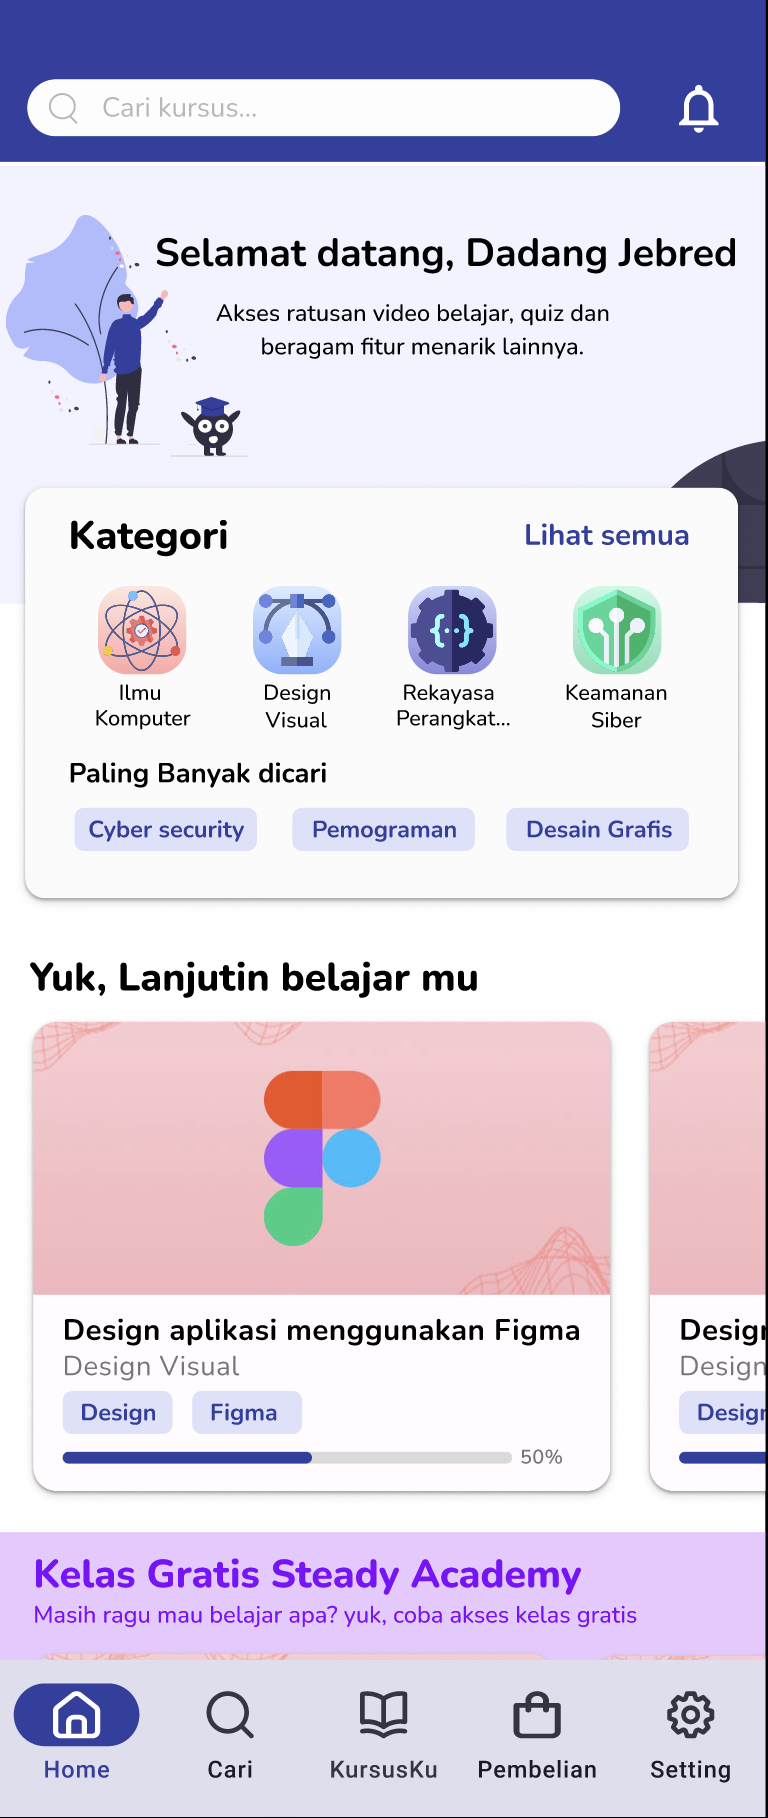 Cari kursus...
Selamat datang, Dadang Jebred
Akses ratusan video belajar, quiz dan
beragam fitur menarik lainnya.
Kategori
Lihat semua
Ilmu
Komputer
Design
Visual
Rekayasa
Perangkat...
Keamanan
Siber
Paling Banyak dicari
Cyber security
Pemograman
Desain Grafis
Yuk, Lanjutin belajar mu
Design aplikasi menggunakan Figma
Design Visual
Design
Figma
50%
Design
Design
Design
Kelas Gratis Steady Academy
Masih ragu mau belajar apa? yuk, coba akses kelas gratis
Home
Cari
KursusKu
Pembelian
Setting